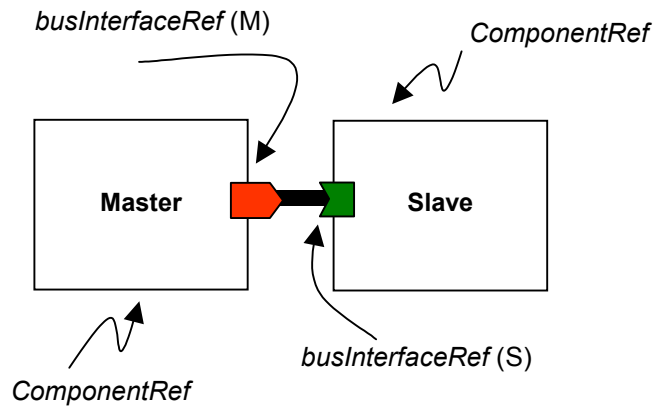 busInterfaceRef (M)
ComponentRef
Master
Slave
busInterfaceRef (S)
ComponentRef